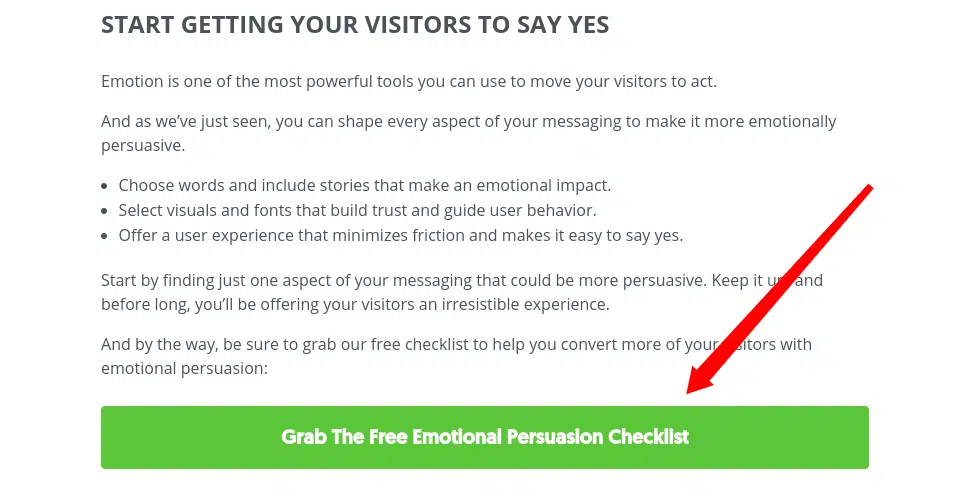 START GETTING YOUR VISITORS TO SAY YES
Emotion is one of the most powerful tools you can use to move your visitors to act.
And as we’ve just seen, you can shape every aspect of your messaging to make it more emotionally
persuasive.
• Choose words and include stories that make an emotional impact.
• Select visuals and fonts that build trust and guide user behavior.
• Offer a user experience that minimizes friction and makes it easy to say yes.
Start by finding just one aspect of your messaging that could be more persuasive. Keep it up and
before long, you’ll be offering your visitors an irresistible experience.
And by the way, be sure to grab our free checklist to help you convert more of your visitors with
emotional persuasion:
Grab The Free Emotional Persuasion Checklist